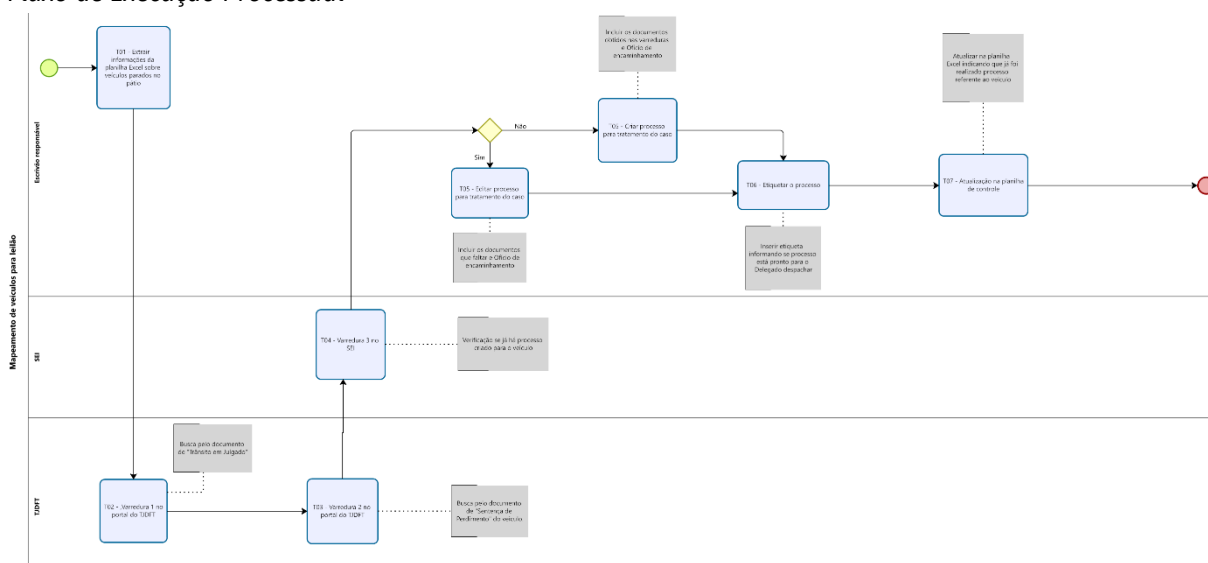 Plano de Execução Processual:
T01 - Extrair
informações da
planilha Excel sobre
veículos parados no
pátio
Incluir os documentos
obtidos nas varreduras
e Ofício de
encaminhamento
Atualizar na planilha
Excel indicando que já foi
realizado processo
referente ao veículo
Não
T05 - Criar processo
para tratamento do caso
Sim
T05 - Editar processo
para tratamento do caso
T06 - Etiquetar o processo
T07 - Atualização na planilha
de controle
Incluir os documentos
que faltar e Ofício de
encaminhamento
Inserir etiqueta
informando se processo
está pronto para o
Delegado despachar
Escrivão responsável
Mapeamento de veículos para leilão
SEI
T04 - Varredura 3 no
SEI
Verificação se já há processo
criado para o veículo
TJDFT
Busca pelo documento
de "Trânsito em Julgado"
T02 - Varredura 1 no
portal do TJDFT
T03 - Varredura 2 no
portal do TJDFT
Busca pelo documento
de "Sentença de
Perdimento" do veículo